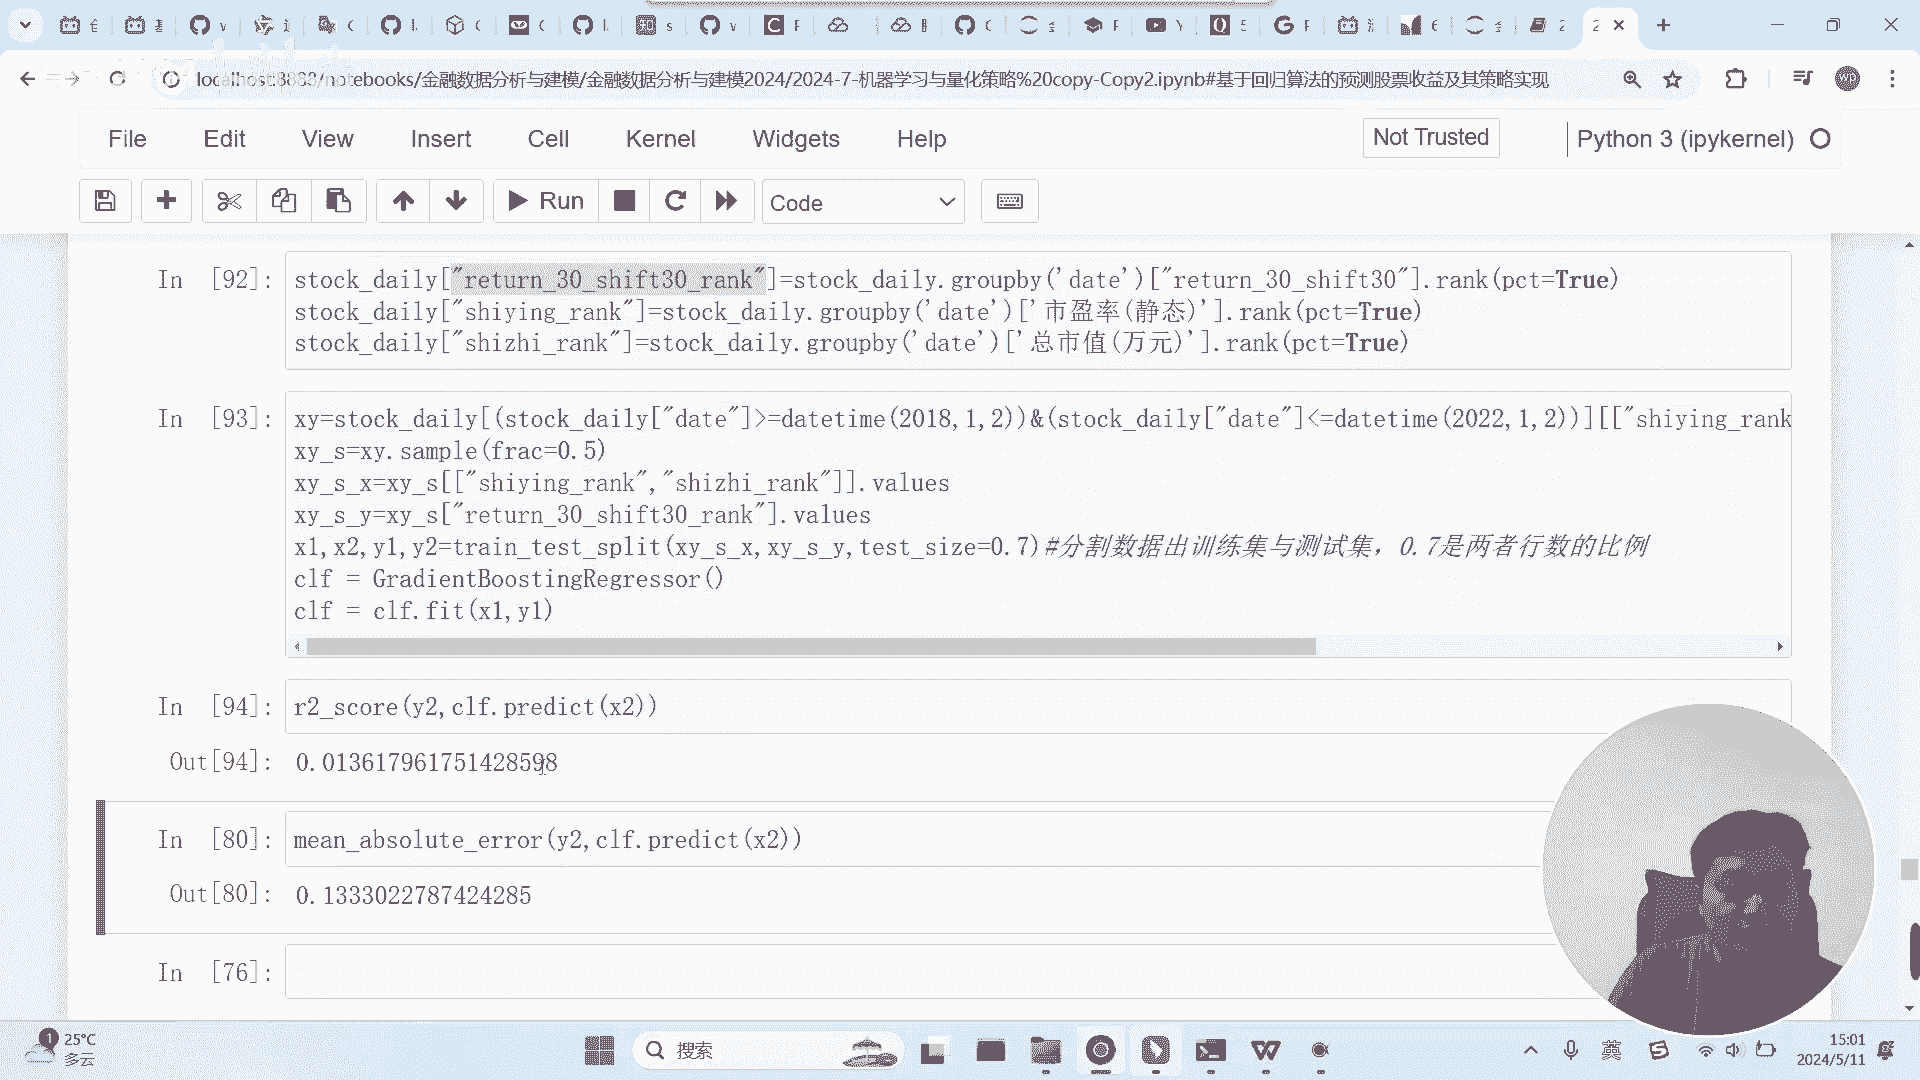 localhost:8888/notebooks/金融数据分析与建模/金融数据分析与建模2024/2024-7-机器学习与量化策略%20copy-Copy2.ipynb#基于回归算法的预测股票收益及其策略实现
wp
File Edit View Insert Cell Kernel Widgets Help Not Trusted Python 3 (ipykernel)
Run Code
In [92]:
stock_daily["return_30_shift30_rank"]=stock_daily.groupby('date')["return_30_shift30"].rank(pct=True)
stock_daily["shiying_rank"]=stock_daily.groupby('date')['市盈率(静态)'].rank(pct=True)
stock_daily["shizhi_rank"]=stock_daily.groupby('date')['总市值(万元)'].rank(pct=True)
In [93]:
xy=stock_daily[(stock_daily["date"]>=datetime(2018,1,2))&(stock_daily["date"]<=datetime(2022,1,2))][["shiying_rank
xy_s=xy.sample(frac=0.5)
xy_s_x=xy_s[["shiying_rank","shizhi_rank"]].values
xy_s_y=xy_s["return_30_shift30_rank"].values
x1,x2,y1,y2=train_test_split(xy_s_x,xy_s_y,test_size=0.7)#分割数据出训练集与测试集，0.7是两者行数的比例
clf = GradientBoostingRegressor()
clf = clf.fit(x1,y1)
In [94]:
r2_score(y2,clf.predict(x2))
Out[94]:
0.013617961751428598
In [80]:
mean_absolute_error(y2,clf.predict(x2))
Out[80]:
0.1333022787424285
In [76]:
1
25°C
多云
搜索
英
15:01
2024/5/11